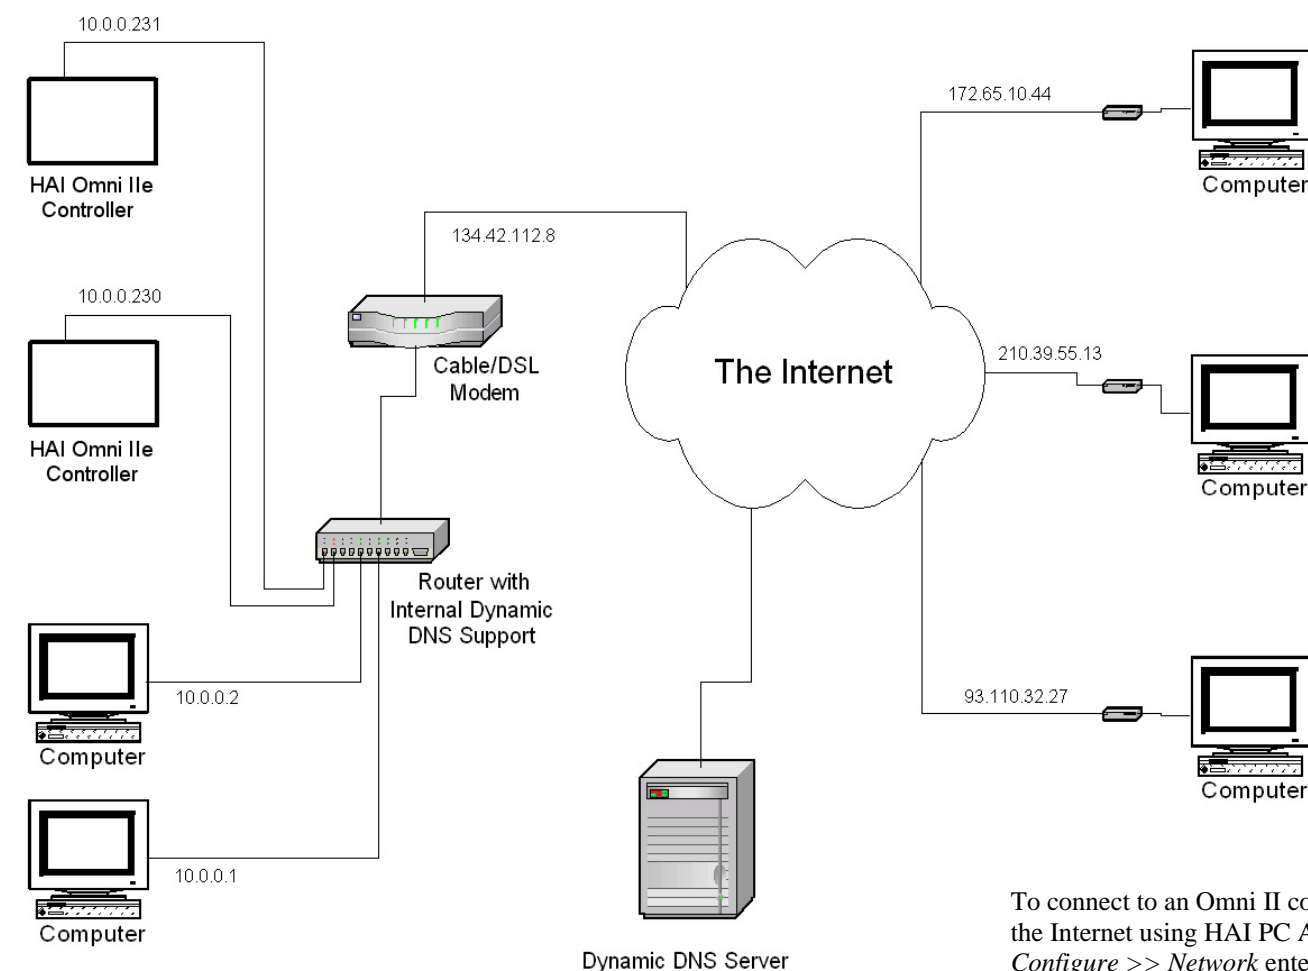 10.0.0.231
HAI Omni IIe
Controller
10.0.0.230
HAI Omni IIe
Controller
134.42.112.8
Cable/DSL
Modem
Router with
Internal Dynamic
DNS Support
10.0.0.2
Computer
10.0.0.1
Computer
The Internet
Dynamic DNS Server
172.65.10.44
Computer
210.39.55.13
Computer
93.110.32.27
Computer
To connect to an Omni II co
the Internet using HAI PC A
Configure >> Network ente